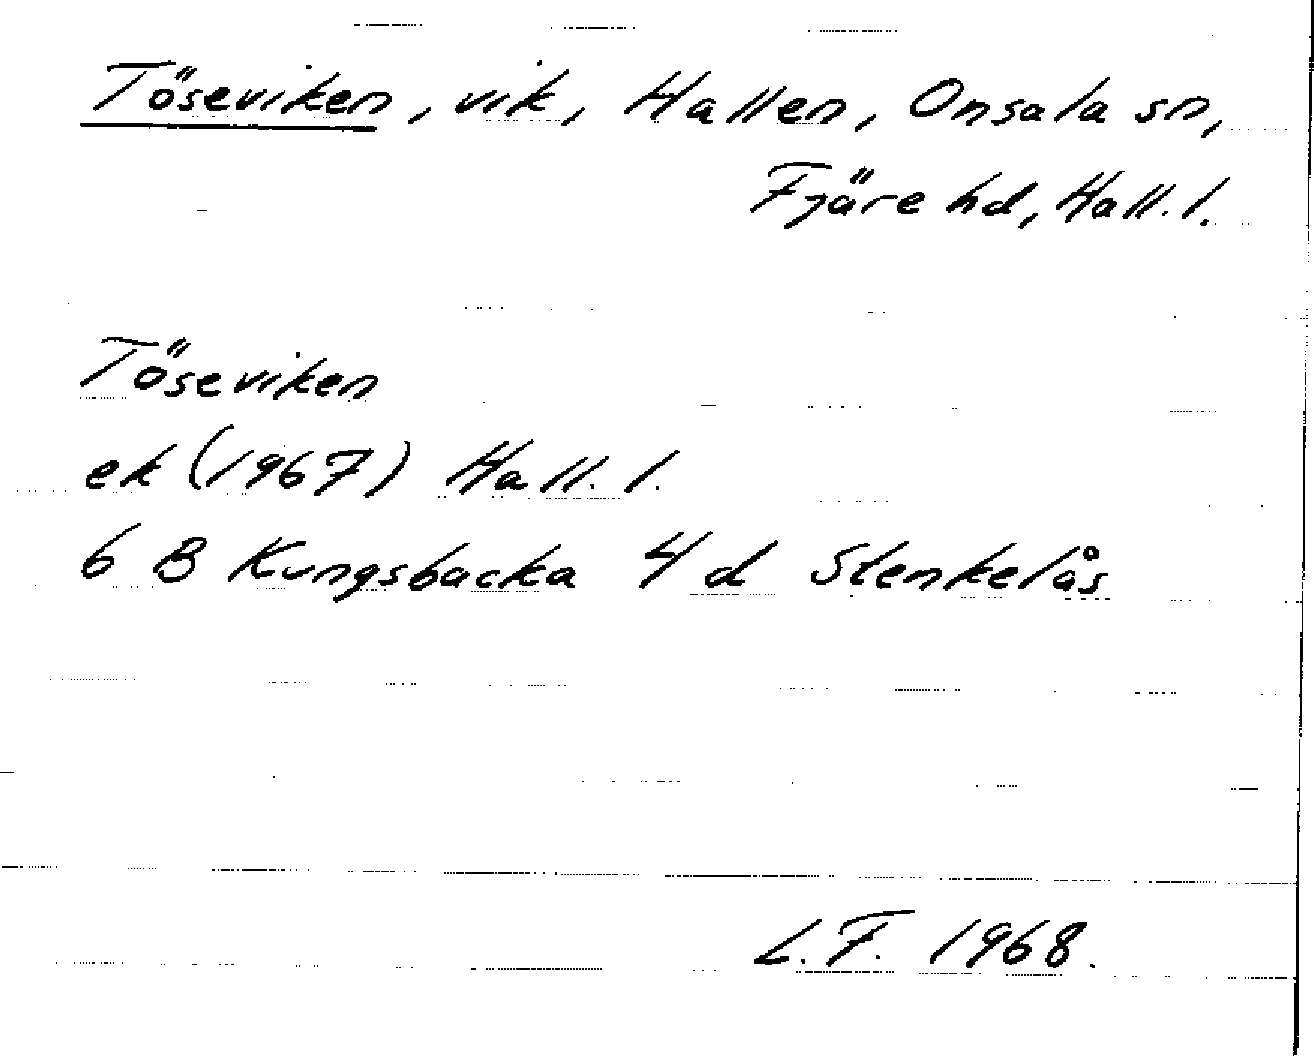 Töseviken, vik, Hallen, Onsala sn,
Fjäre hd, Hall. l.
Töseviken
ek (1967) Hall. l.
6 B Kungsbacka 4 d Stenkelås
L.F. 1968.